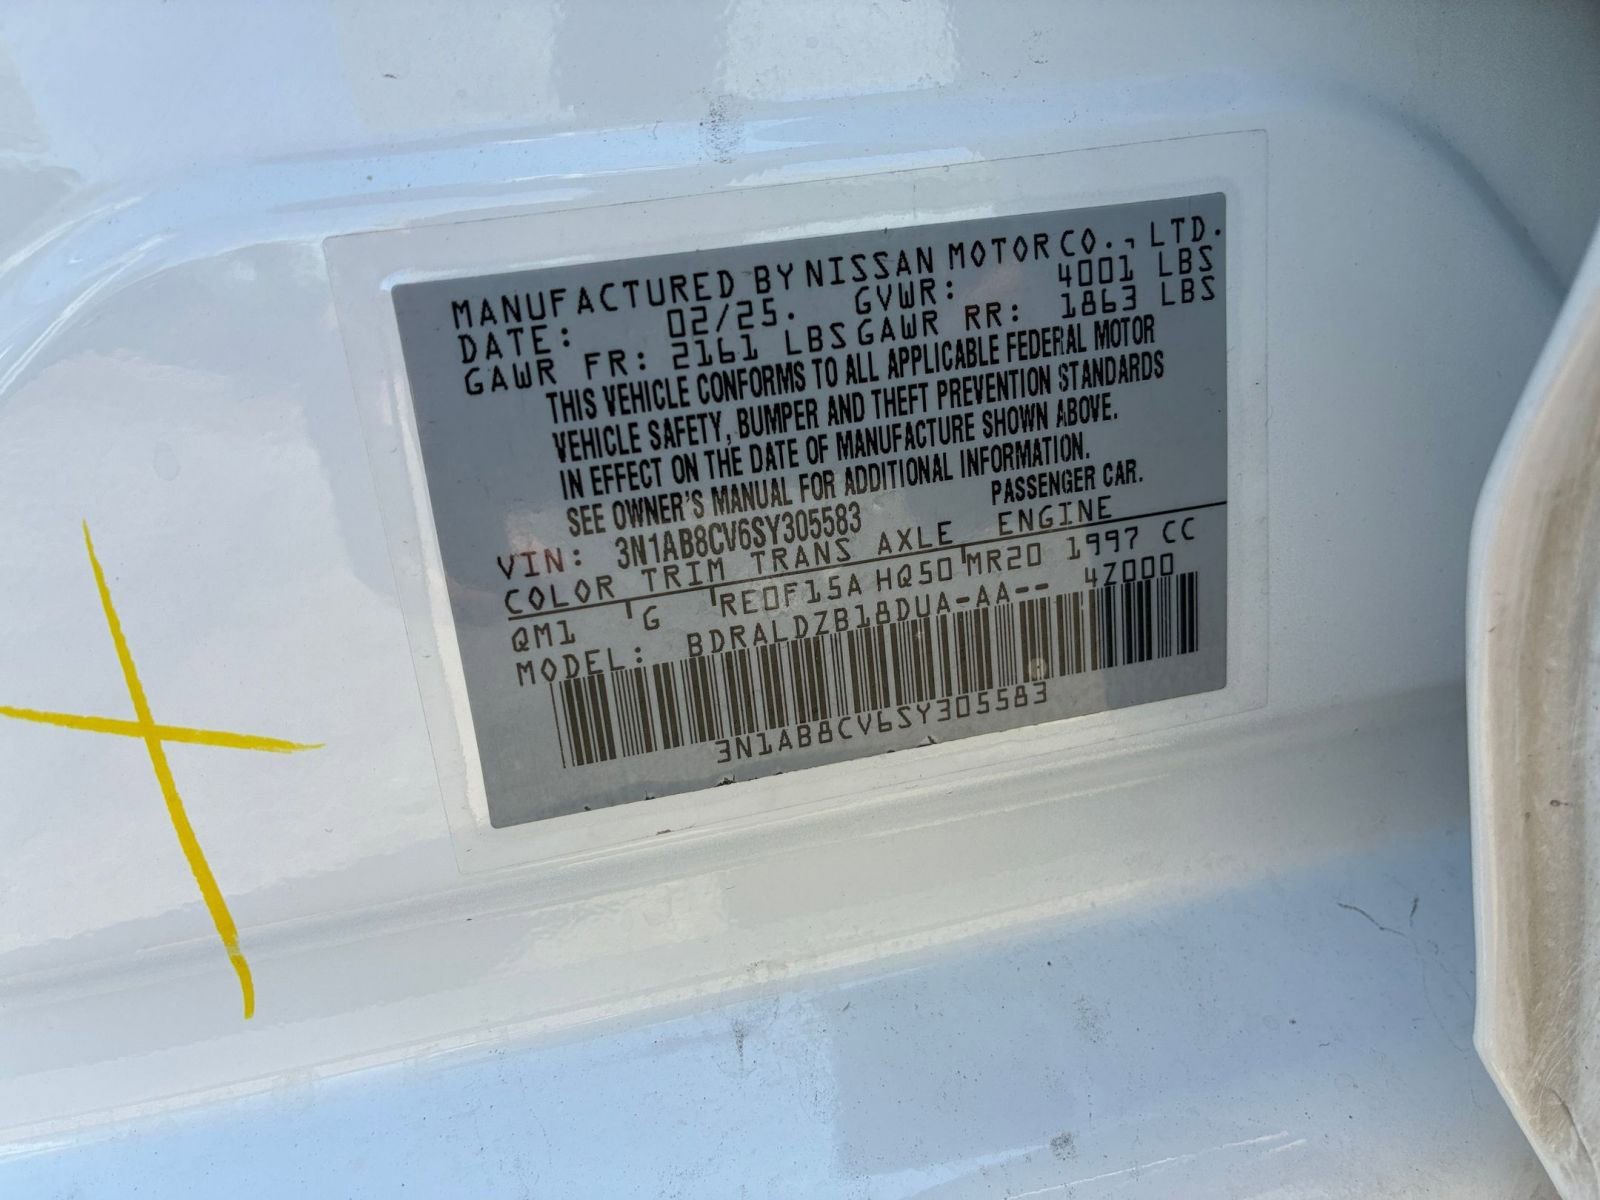 MANUFACTURED BY NISSAN MOTOR CO., LTD.
DATE: 02/25. GVWR: 4001 LBS
GAWR FR: 2161 LBS GAWR RR: 1863 LBS
THIS VEHICLE CONFORMS TO ALL APPLICABLE FEDERAL MOTOR
VEHICLE SAFETY, BUMPER AND THEFT PREVENTION STANDARDS
IN EFFECT ON THE DATE OF MANUFACTURE SHOWN ABOVE.
SEE OWNER'S MANUAL FOR ADDITIONAL INFORMATION.
PASSENGER CAR.
VIN: 3N1AB8CV6SY305583
COLOR TRIM TRANS AXLE ENGINE
QM1 G RE0F15A HQ50 MR20 1997 CC
MODEL: BDRALDZB18DUA-AA-- 4Z000
3N1AB8CV6SY305583